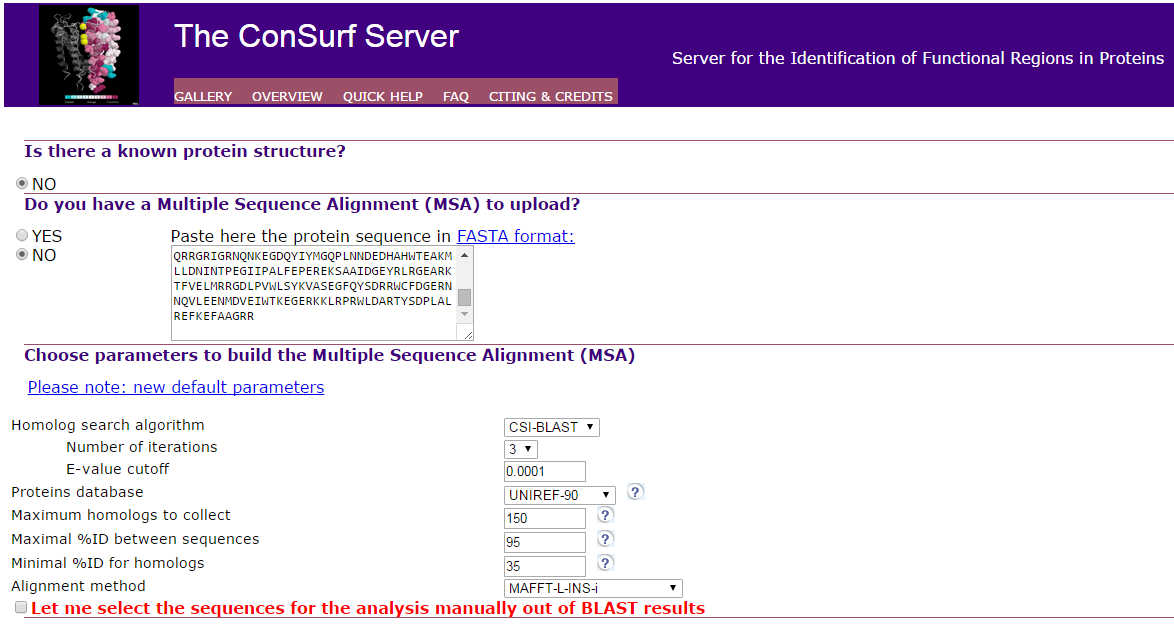 The ConSurf Server
Server for the Identification of Functional Regions in Proteins
GALLERY OVERVIEW QUICK HELP FAQ CITING & CREDITS
Is there a known protein structure?
NO
Do you have a Multiple Sequence Alignment (MSA) to upload?
YES Paste here the protein sequence in FASTA format:
NO
QRRGRIGRNQNKEGDQYIYMGQPLNNDEDHAHWTEAKM
LLDNINTPEGIIPALFEPEREKSAAIDGEYRLRGEARK
TFVELMRRGDLPVWLSYKVASEGFQYSDRRWCFDGERN
NQVLEENMDVEIWTKEGERKKLRPRWLDARTYSDPLAL
REFKEFAAGRR
Choose parameters to build the Multiple Sequence Alignment (MSA)
Please note: new default parameters
Homolog search algorithm CSI-BLAST
Number of iterations 3
E-value cutoff 0.0001
Proteins database UNIREF-90 ?
Maximum homologs to collect 150 ?
Maximal %ID between sequences 95 ?
Minimal %ID for homologs 35 ?
Alignment method MAFFT-L-INS-i
Let me select the sequences for the analysis manually out of BLAST results